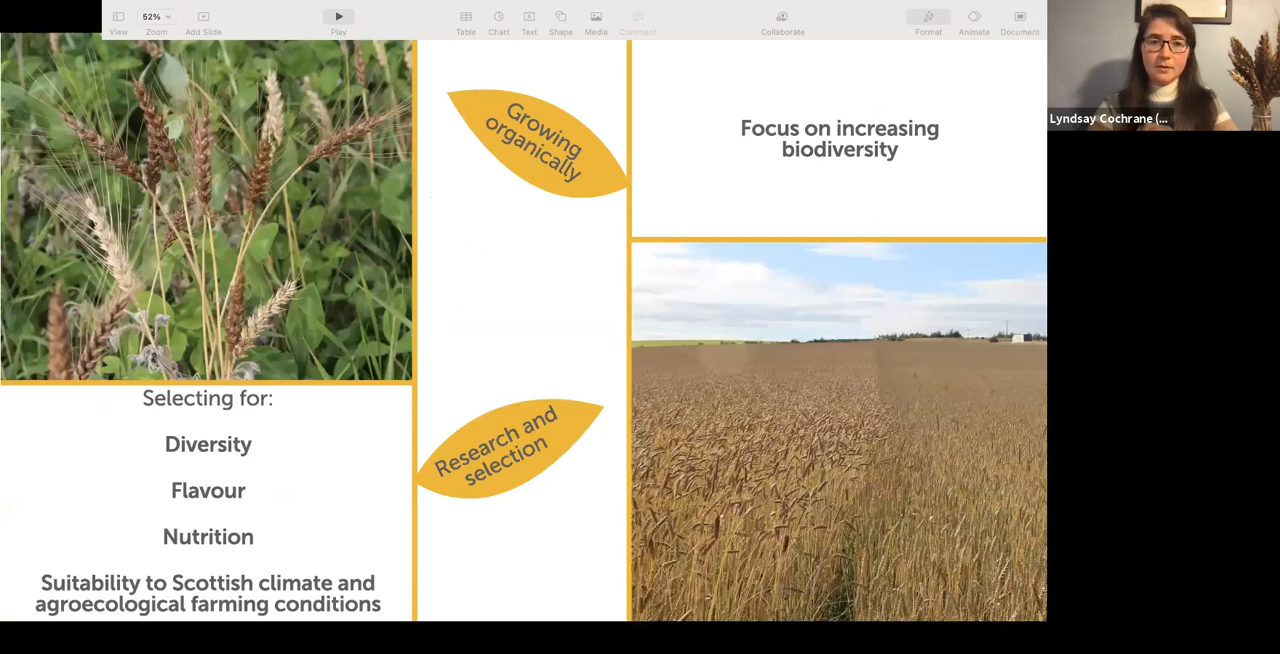 52%
View
Zoom
Add Slide
Play
Table
Chart
Text
Shape
Media
Comment
Collaborate
Format
Animate
Document
Lyndsay Cochrane (...
Growing
organically
Focus on increasing
biodiversity
Research and
selection
Selecting for:
Diversity
Flavour
Nutrition
Suitability to Scottish climate and
agroecological farming conditions